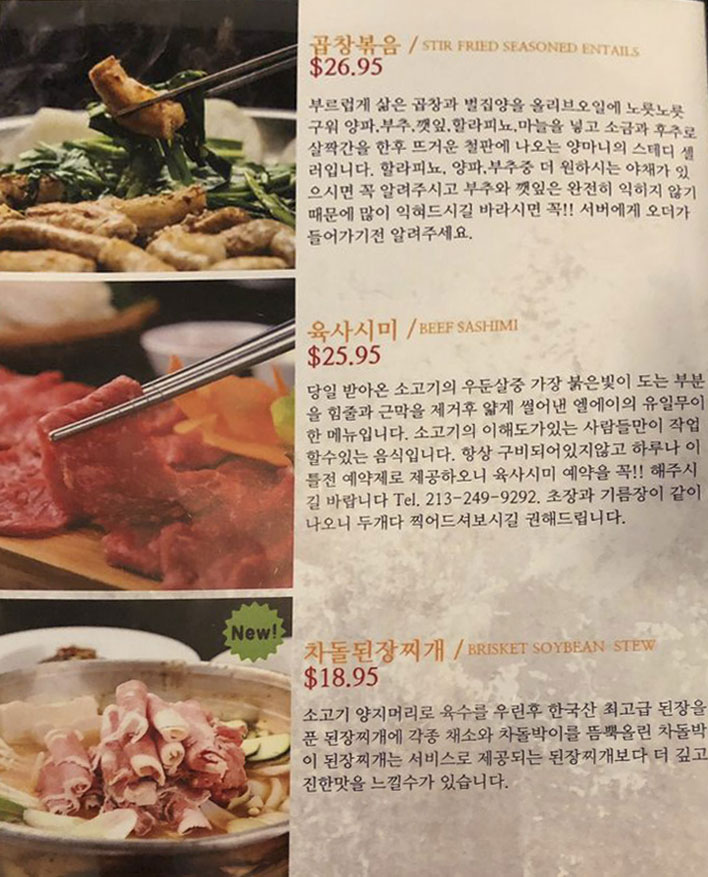 곱창볶음 / STIR FRIED SEASONED ENTAILS
$26.95
부르럽게 삶은 곱창과 벌집양을 올리브오일에 노릇노릇
구워 양파,부추,깻잎,할라피뇨,마늘을 넣고 소금과 후추로
살짝간을 한후 뜨거운 철판에 나오는 양마니의 스테디 셀
러입니다. 할라피뇨, 양파,부추중 더 원하시는 야채가 있
으시면 꼭 알려주시고 부추와 깻잎은 완전히 익히지 않기
때문에 많이 익혀드시길 바라시면 꼭!! 서버에게 오더가
들어가기전 알려주세요.
육사시미 / BEEF SASHIMI
$25.95
당일 받아온 소고기의 우둔살중 가장 붉은빛이 도는 부분
을 힘줄과 근막을 제거후 얇게 썰어낸 엘에이의 유일무이
한 메뉴입니다. 소고기의 이해도가있는 사람들만이 작업
할수있는 음식입니다. 항상 구비되어있지않고 하루나 이
틀전 예약제로 제공하오니 육사시미 예약을 꼭!! 해주시
길 바랍니다 Tel. 213-249-9292. 초장과 기름장이 같이
나오니 두개다 찍어드셔보시길 권해드립니다.
New!
차돌된장찌개 / BRISKET SOYBEAN STEW
$18.95
소고기 양지머리로 육수를 우린후 한국산 최고급 된장을
푼 된장찌개에 각종 채소와 차돌박이를 듬뿍올린 차돌박
이 된장찌개는 서비스로 제공되는 된장찌개보다 더 깊고
진한맛을 느낄수가 있습니다.